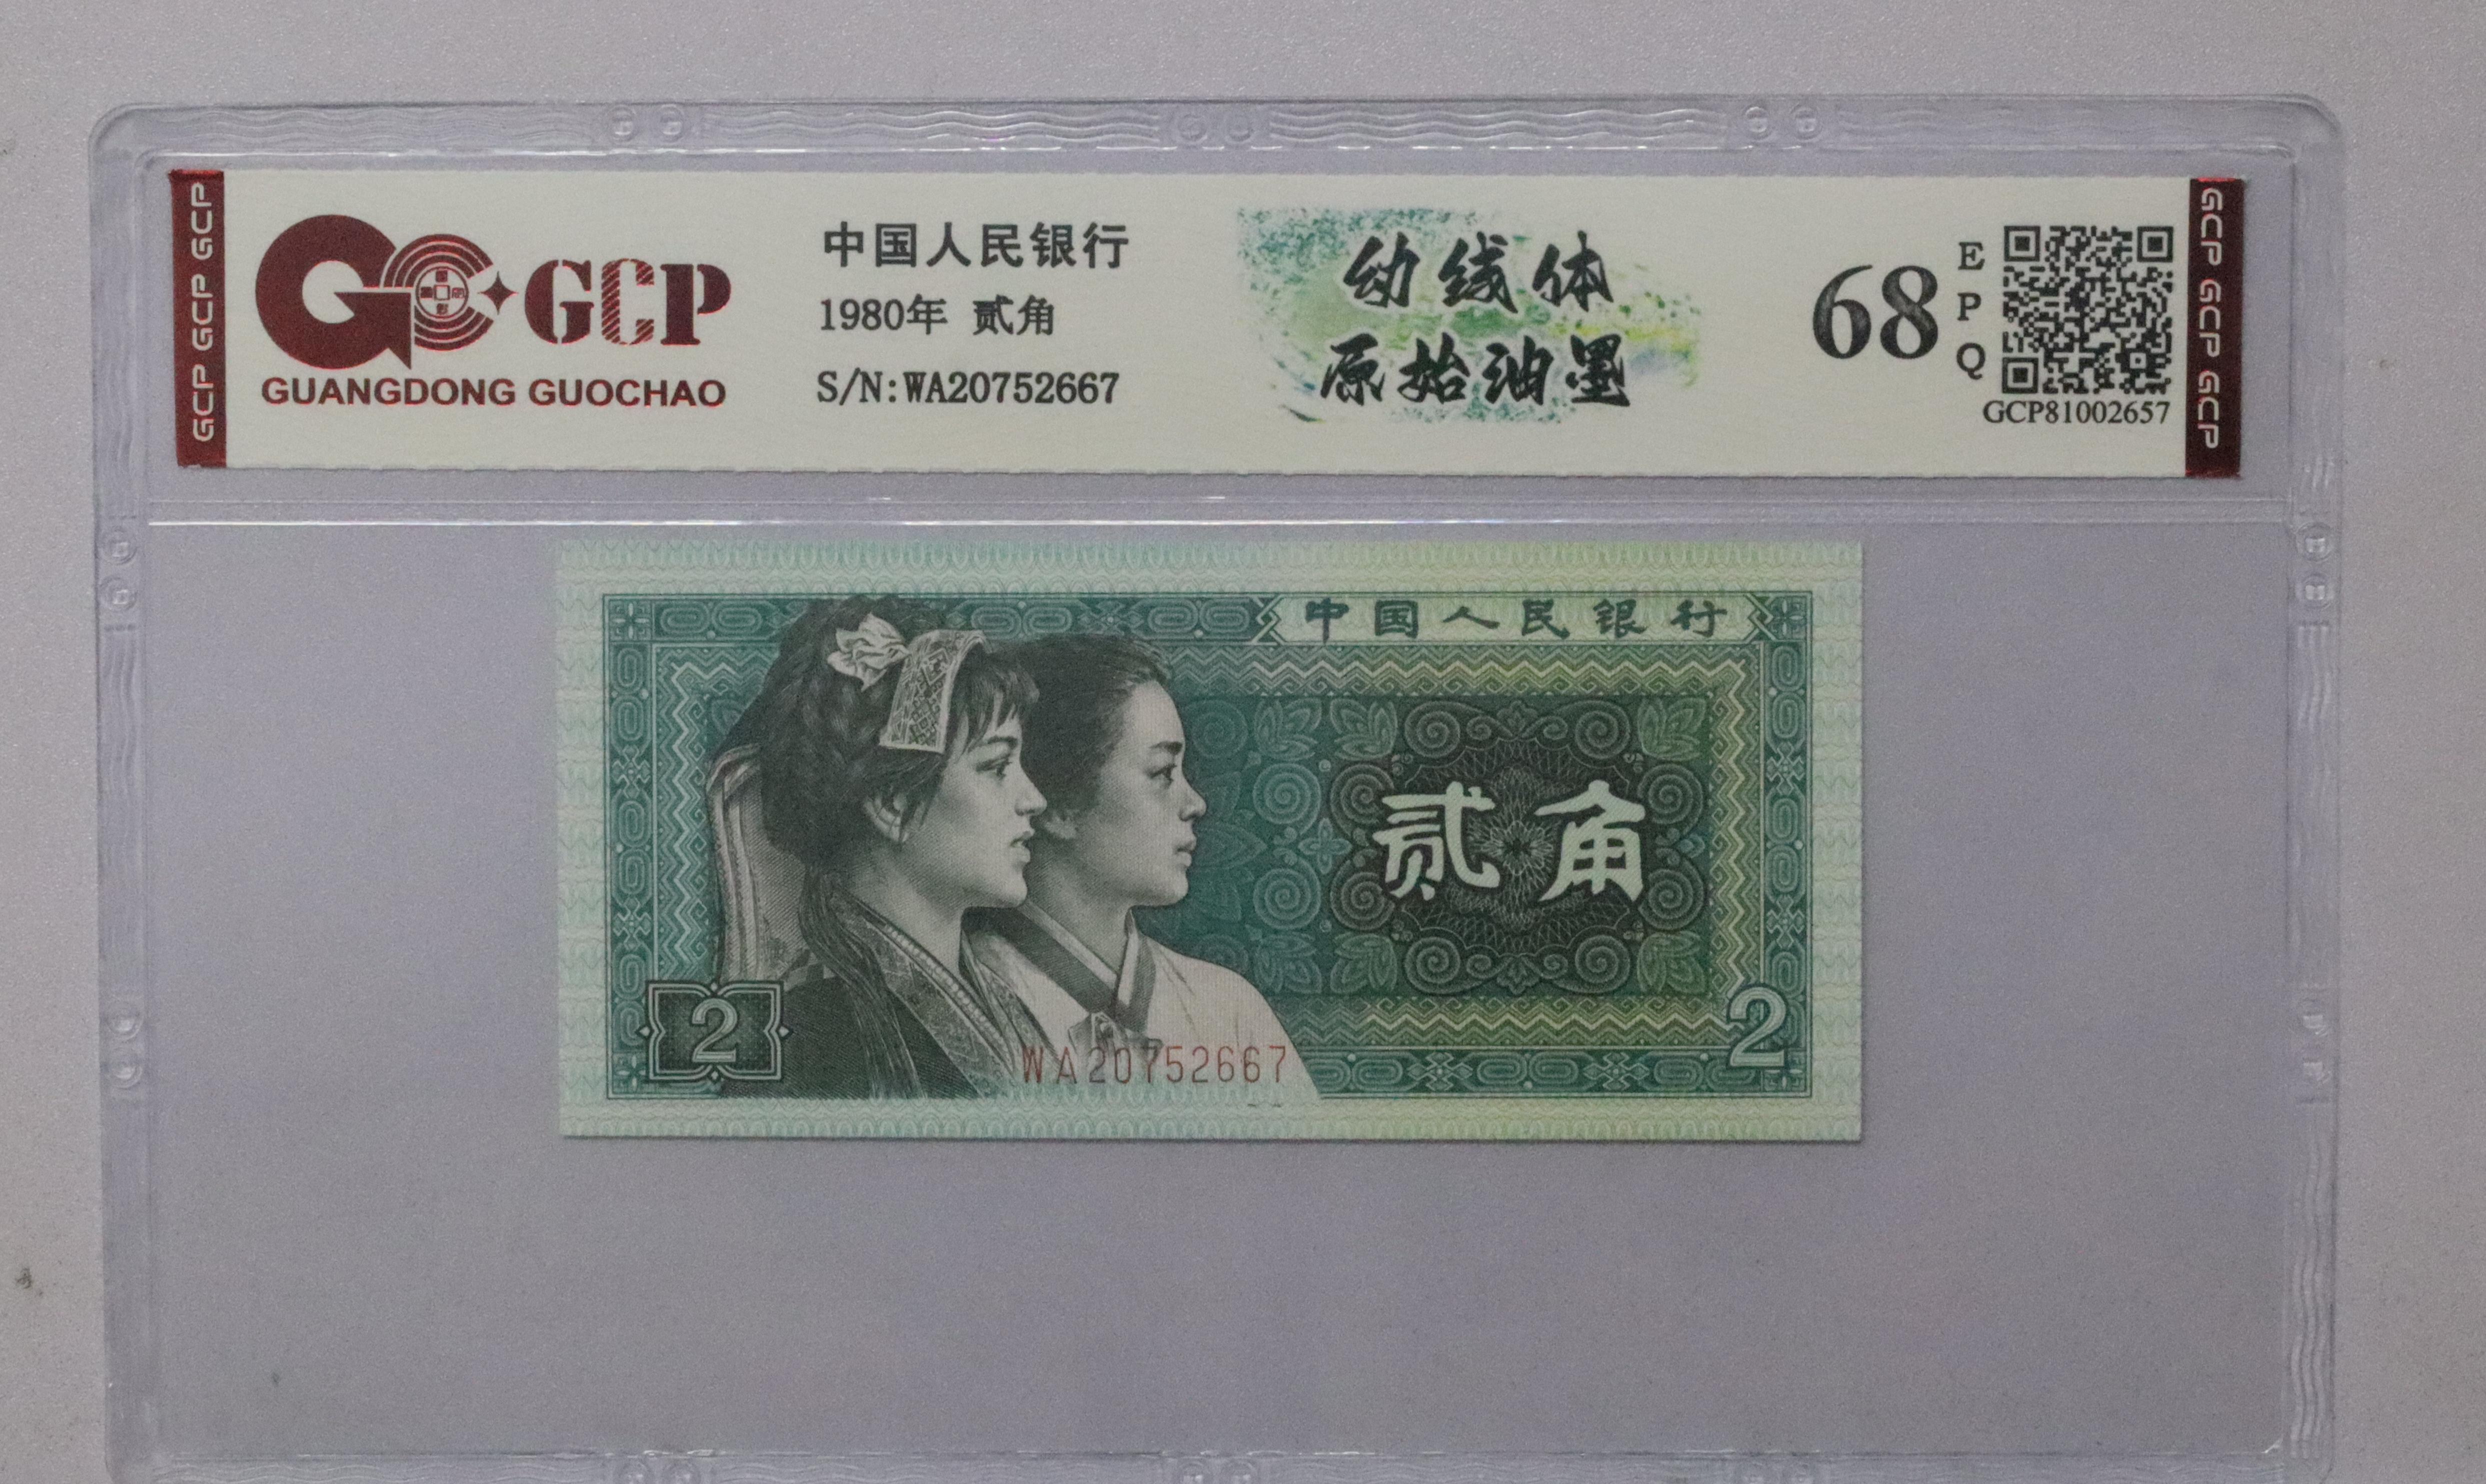 GCP GCP GCP
GCP
GUANGDONG GUOCHAO
中国人民银行
1980年 贰角
S/N:WA20752667
幼线体
原始油墨
68
EPQ
GCP81002657
GCP GCP GCP
中国人民银行
贰角
2
2
WA20752667